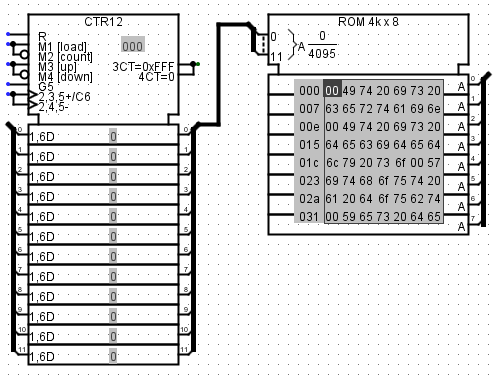 CTR12
R
M1 [load]
M2 [count]
M3 [up]
M4 [down]
G5
2,3,5+/C6
2,4,5-
000
3CT=0xFFF
4CT=0
0 1,6D 0 0
1 1,6D 0 1
2 1,6D 0 2
3 1,6D 0 3
4 1,6D 0 4
5 1,6D 0 5
6 1,6D 0 6
7 1,6D 0 7
8 1,6D 0 8
9 1,6D 0 9
10 1,6D 0 10
11 1,6D 0 11
ROM 4k x 8
0
11
A 0
4095
000 00 49 74 20 69 73 20 A 0
007 63 65 72 74 61 69 6e A 1
00e 00 49 74 20 69 73 20 A 2
015 64 65 63 69 64 65 64 A 3
01c 6c 79 20 73 6f 00 57 A 4
023 69 74 68 6f 75 74 20 A 5
02a 61 20 64 6f 75 62 74 A 6
031 00 59 65 73 20 64 65 A 7